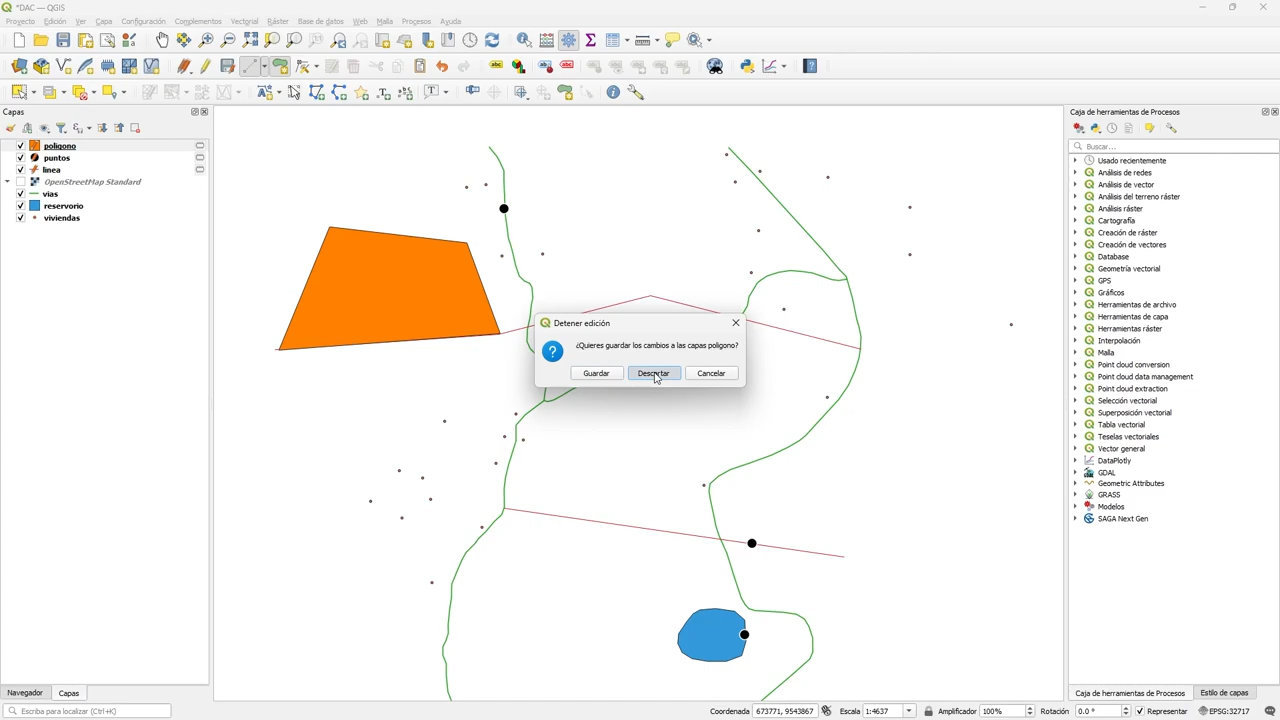 *DAC — QGIS
Proyecto Edición Ver Capa Configuración Complementos Vectorial Ráster Base de datos Web Malla Procesos Ayuda
Capas
Caja de herramientas de Procesos
Buscar...
poligono
puntos
linea
OpenStreetMap Standard
vias
reservorio
viviendas
Usado recientemente
Análisis de redes
Análisis de vector
Análisis del terreno ráster
Análisis ráster
Cartografía
Creación de ráster
Creación de vectores
Database
Geometría vectorial
GPS
Gráficos
Herramientas de archivo
Herramientas de capa
Herramientas ráster
Interpolación
Malla
Point cloud conversion
Point cloud data management
Point cloud extraction
Selección vectorial
Superposición vectorial
Tabla vectorial
Teselas vectoriales
Vector general
DataPlotly
GDAL
Geometric Attributes
GRASS
Modelos
SAGA Next Gen
Detener edición
¿Quieres guardar los cambios a las capas poligono?
Guardar Descartar Cancelar
Navegador Capas
Caja de herramientas de Procesos Estilo de capas
Escriba para localizar (Ctrl+K)
Coordenada 673771, 9543867 Escala 1:4637 Amplificador 100% Rotación 0.0 ° Representar EPSG:32717